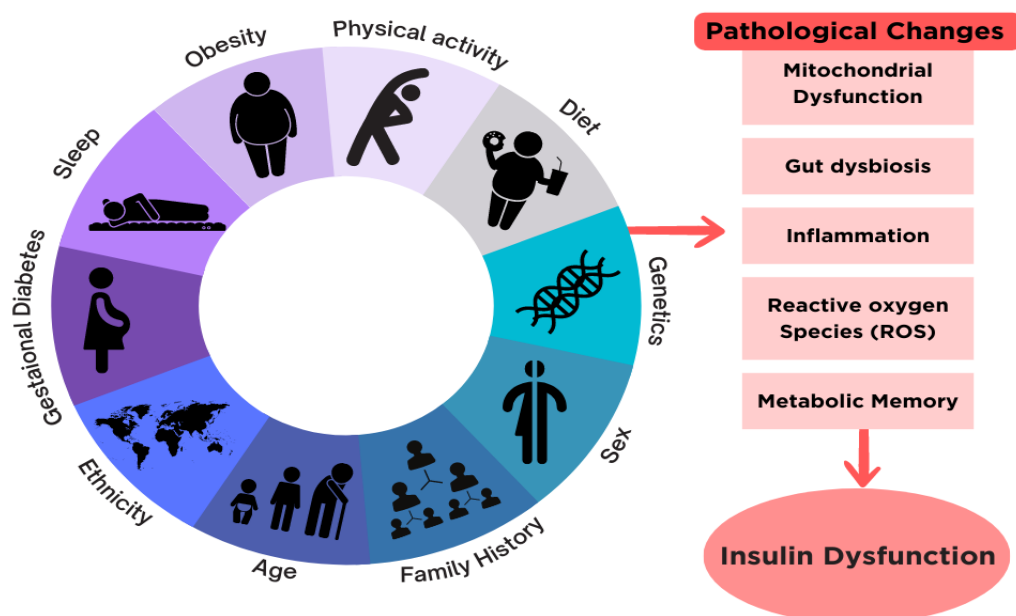 Obesity
Physical activity
Diet
Genetics
Sex
Family History
Age
Ethnicity
Gestaional Diabetes
Sleep
Pathological Changes
Mitochondrial
Dysfunction
Gut dysbiosis
Inflammation
Reactive oxygen
Species (ROS)
Metabolic Memory
Insulin Dysfunction